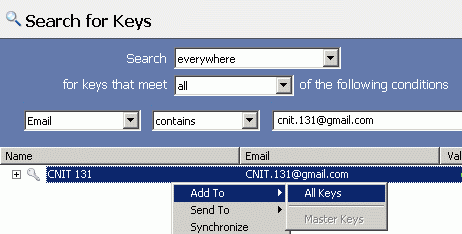 Search for Keys
Search everywhere
for keys that meet all of the following conditions
Email contains cnit.131@gmail.com
Name Email Val
CNIT 131 CNIT.131@gmail.com
Add To All Keys
Send To Master Keys
Synchronize